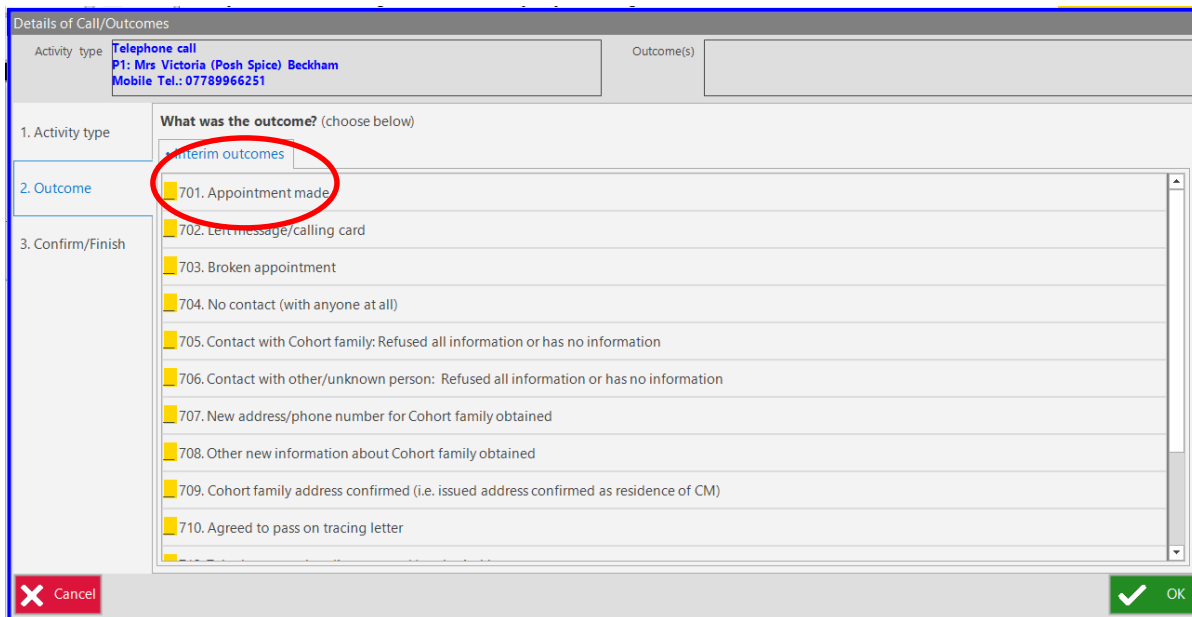 Details of Call/Outcomes
Activity type
Telephone call
P1: Mrs Victoria (Posh Spice) Beckham
Mobile Tel.: 07789966251
Outcome(s)
1. Activity type
2. Outcome
3. Confirm/Finish
What was the outcome? (choose below)
• Interim outcomes
701. Appointment made
702. Left message/calling card
703. Broken appointment
704. No contact (with anyone at all)
705. Contact with Cohort family: Refused all information or has no information
706. Contact with other/unknown person: Refused all information or has no information
707. New address/phone number for Cohort family obtained
708. Other new information about Cohort family obtained
709. Cohort family address confirmed (i.e. issued address confirmed as residence of CM)
710. Agreed to pass on tracing letter
Cancel
OK